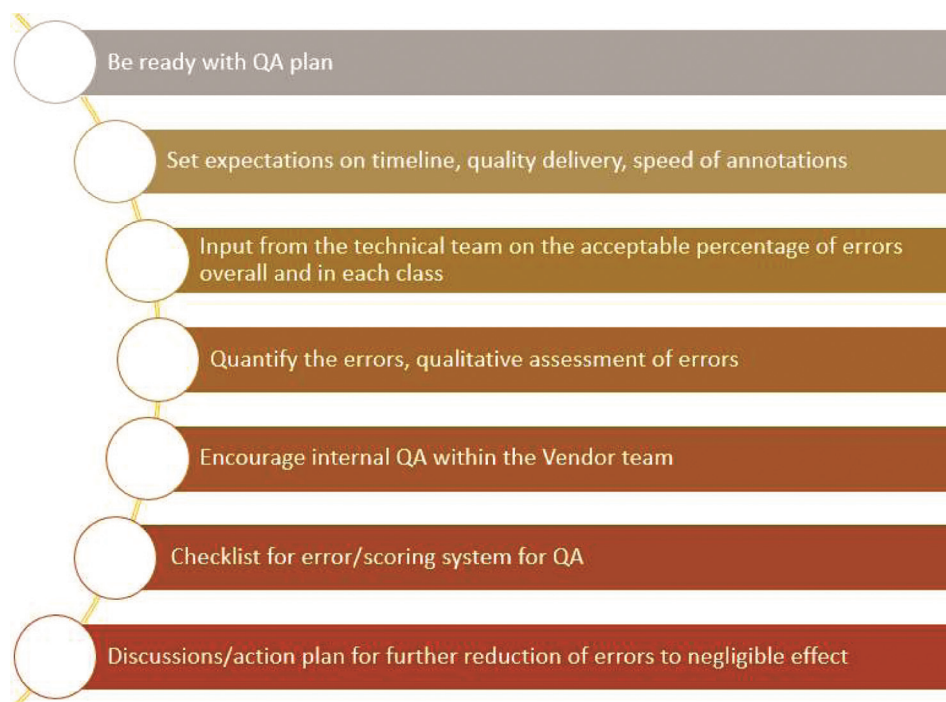 Be ready with QA plan
Set expectations on timeline, quality delivery, speed of annotations
Input from the technical team on the acceptable percentage of errors
overall and in each class
Quantify the errors, qualitative assessment of errors
Encourage internal QA within the Vendor team
Checklist for error/scoring system for QA
Discussions/action plan for further reduction of errors to negligible effect